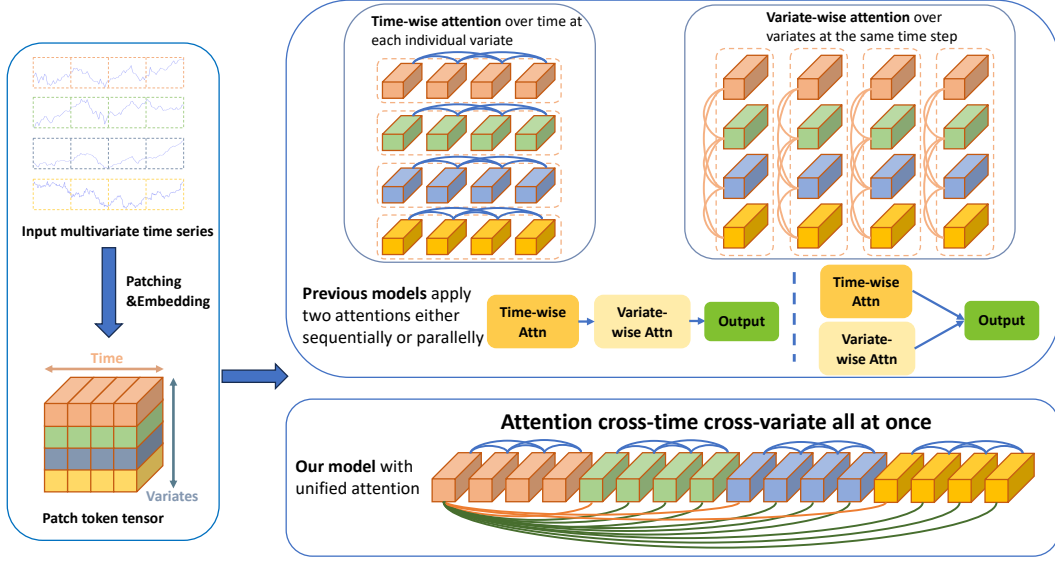 Input multivariate time series
Patching
&Embedding
Time
Variates
Patch token tensor
Time-wise attention over time at
each individual variate
Variate-wise attention over
variates at the same time step
Previous models apply
two attentions either
sequentially or parallelly
Time-wise
Attn
Variate-
wise Attn
Output
Time-wise
Attn
Variate-
wise Attn
Output
Attention cross-time cross-variate all at once
Our model with
unified attention